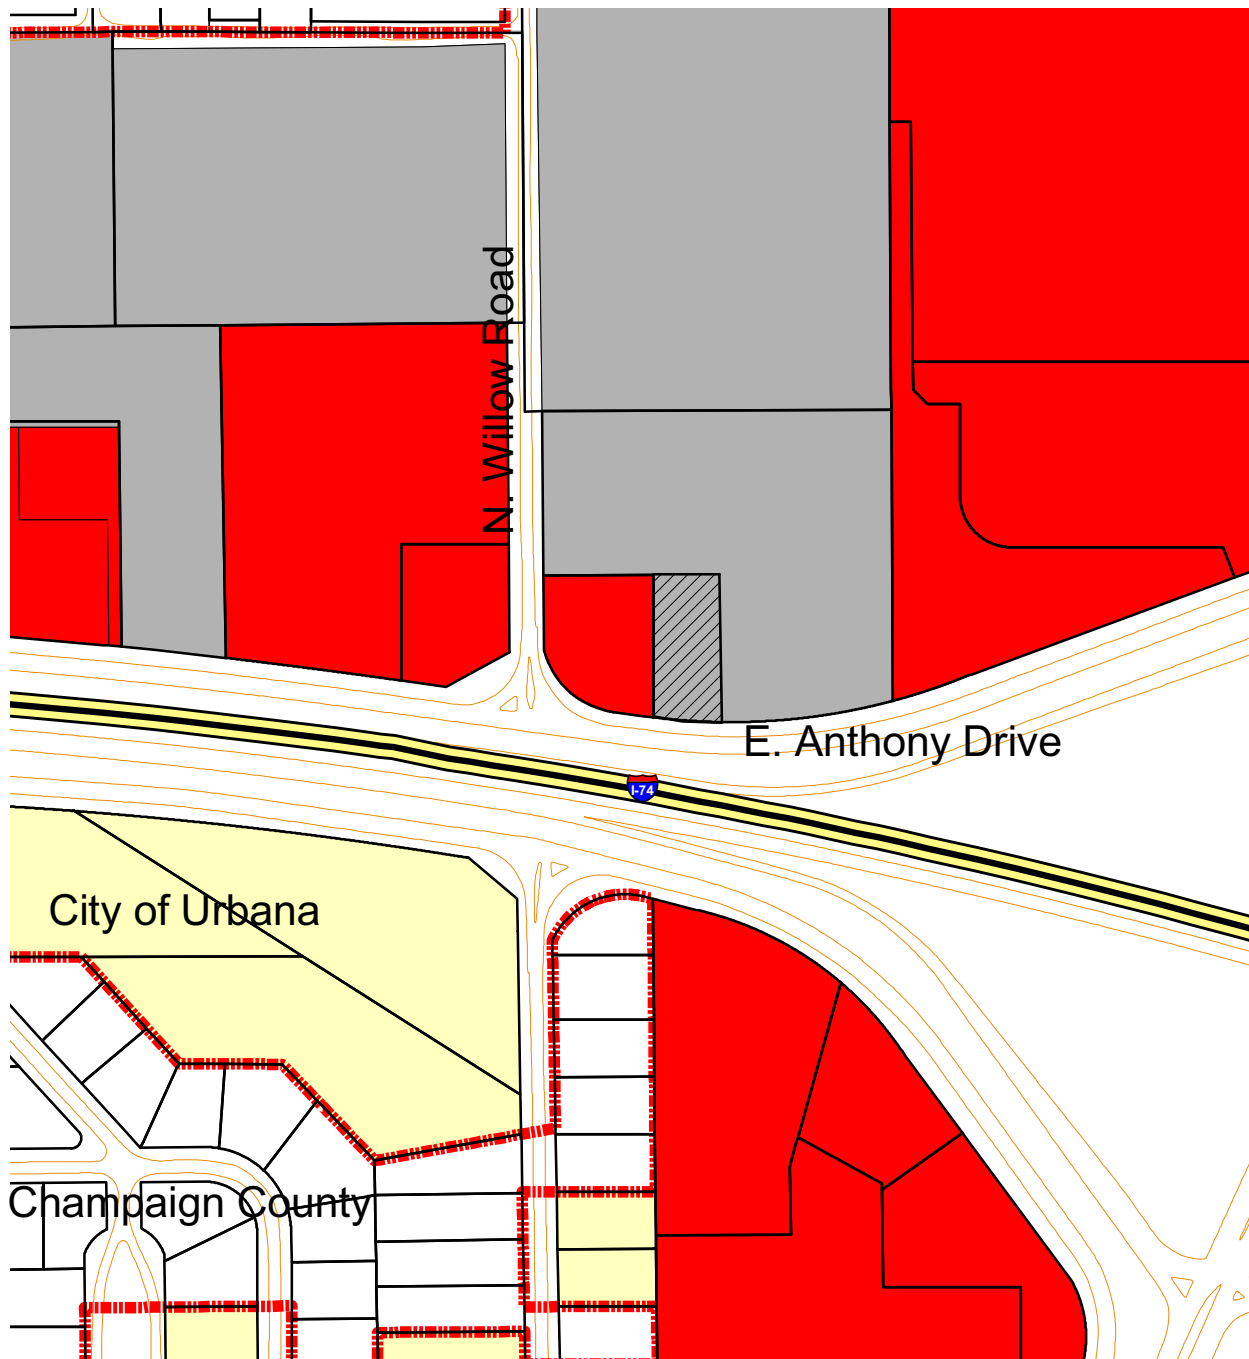 N. Willow Road
E. Anthony Drive
I-74
City of Urbana
Champaign County